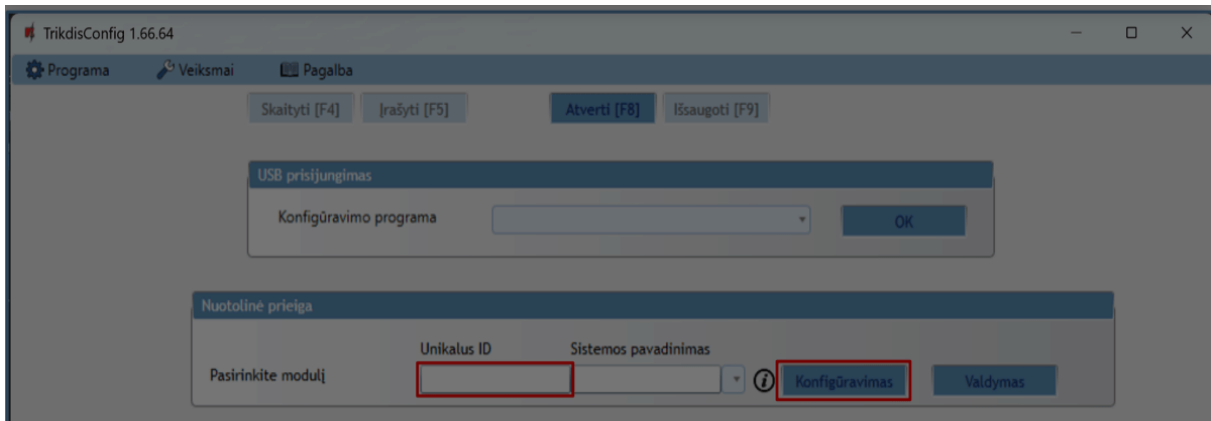 TrikdisConfig 1.66.64
Programa Veiksmai Pagalba
Skaityti [F4] Įrašyti [F5] Atverti [F8] Išsaugoti [F9]
USB prisijungimas
Konfigūravimo programa OK
Nuotolinė prieiga
Unikalus ID Sistemos pavadinimas
Pasirinkite modulį i Konfigūravimas Valdymas